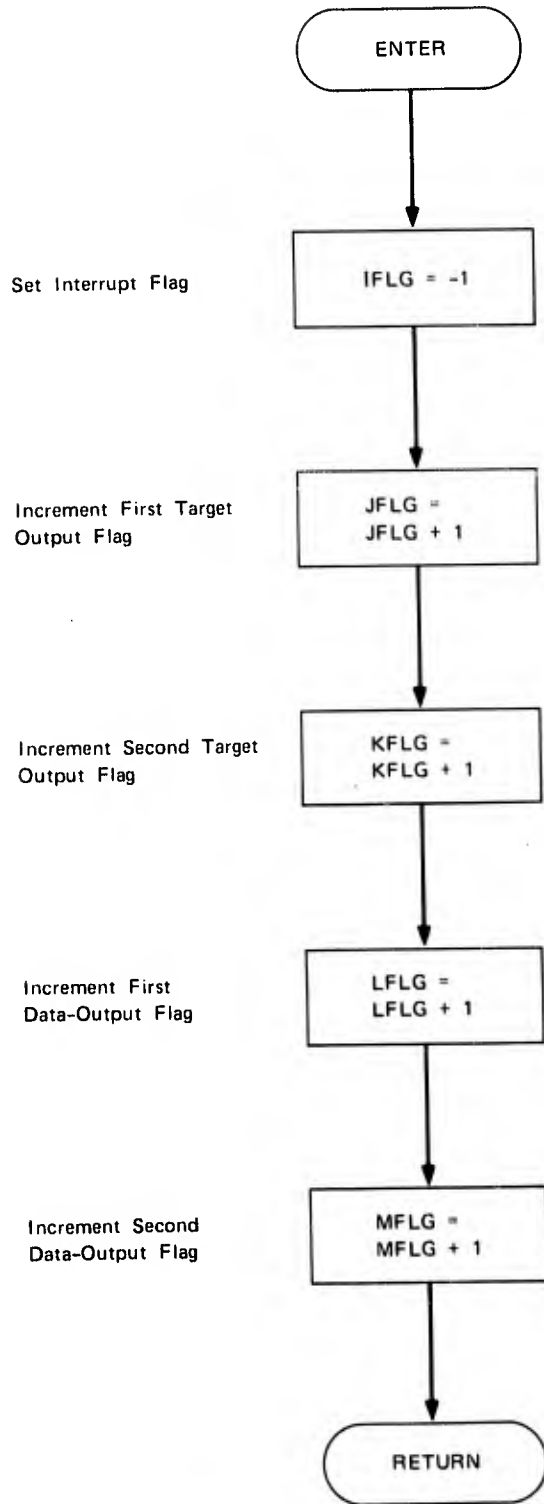 ENTER
Set Interrupt Flag
IFLG = -1
Increment First Target
Output Flag
JFLG =
JFLG + 1
Increment Second Target
Output Flag
KFLG =
KFLG + 1
Increment First
Data-Output Flag
LFLG =
LFLG + 1
Increment Second
Data-Output Flag
MFLG =
MFLG + 1
RETURN